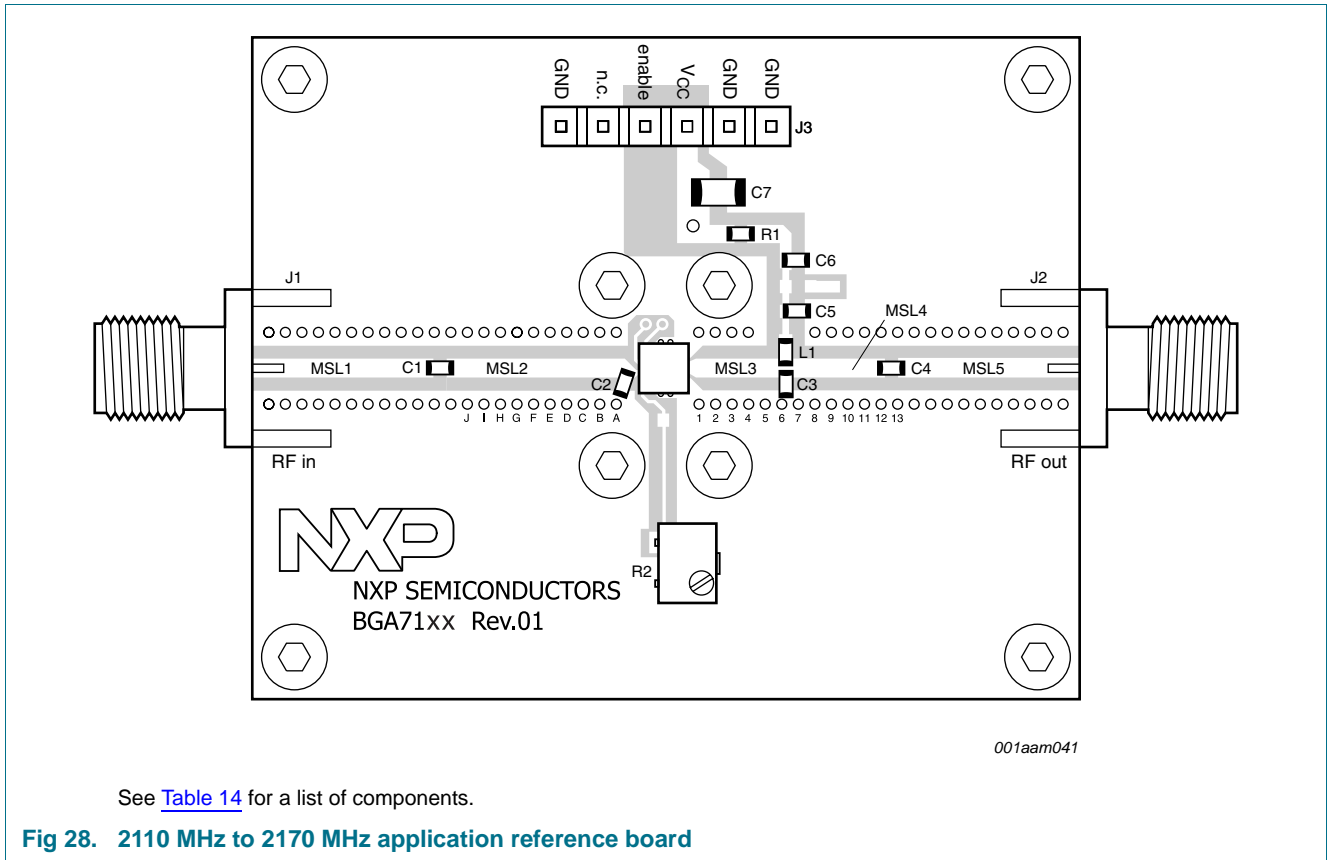 GND
n.c.
enable
VCC
GND
GND
J3
C7
R1
C6
J1
J2
C5
MSL4
L1
MSL1
C1
MSL2
MSL3
C4
MSL5
C2
C3
J I H G F E D C B A
1 2 3 4 5 6 7 8 9 10 11 12 13
RF in
RF out
NXP
R2
NXP SEMICONDUCTORS
BGA71xx Rev.01
001aam041
See Table 14 for a list of components.
Fig 28. 2110 MHz to 2170 MHz application reference board